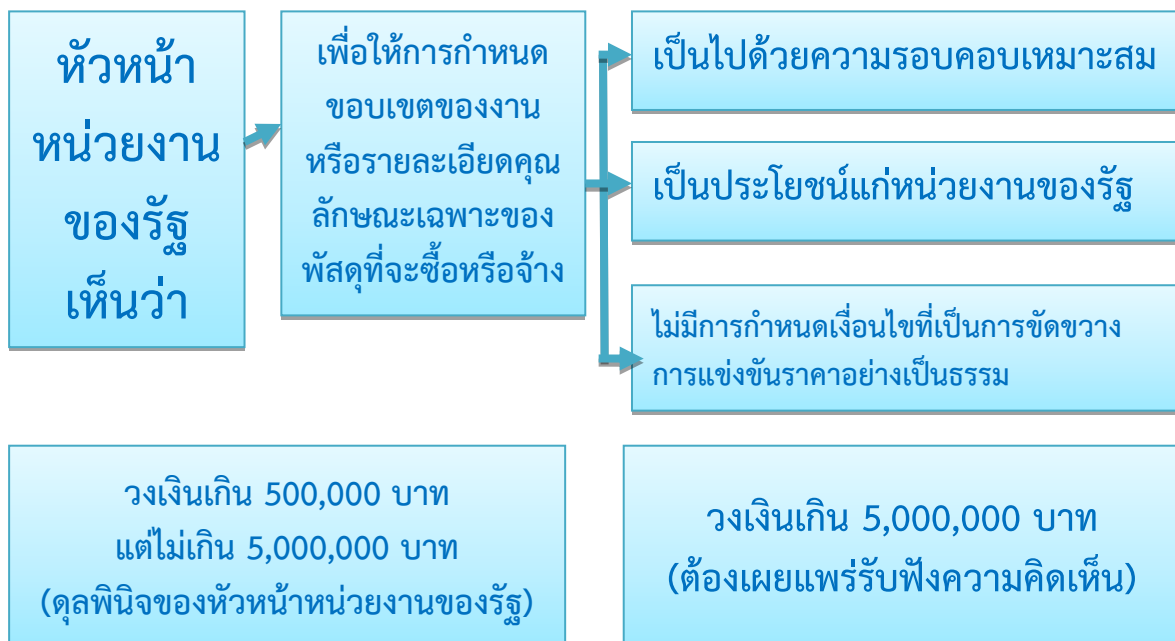 หัวหน้า
หน่วยงาน
ของรัฐ
เห็นว่า
เพื่อให้การกำหนด
ขอบเขตของงาน
หรือรายละเอียดคุณ
ลักษณะเฉพาะของ
พัสดุที่จะซื้อหรือจ้าง
เป็นไปด้วยความรอบคอบเหมาะสม
เป็นประโยชน์แก่หน่วยงานของรัฐ
ไม่มีการกำหนดเงื่อนไขที่เป็นการขัดขวาง
การแข่งขันราคาอย่างเป็นธรรม
วงเงินเกิน 500,000 บาท
แต่ไม่เกิน 5,000,000 บาท
(ดุลพินิจของหัวหน้าหน่วยงานของรัฐ)
วงเงินเกิน 5,000,000 บาท
(ต้องเผยแพร่รับฟังความคิดเห็น)